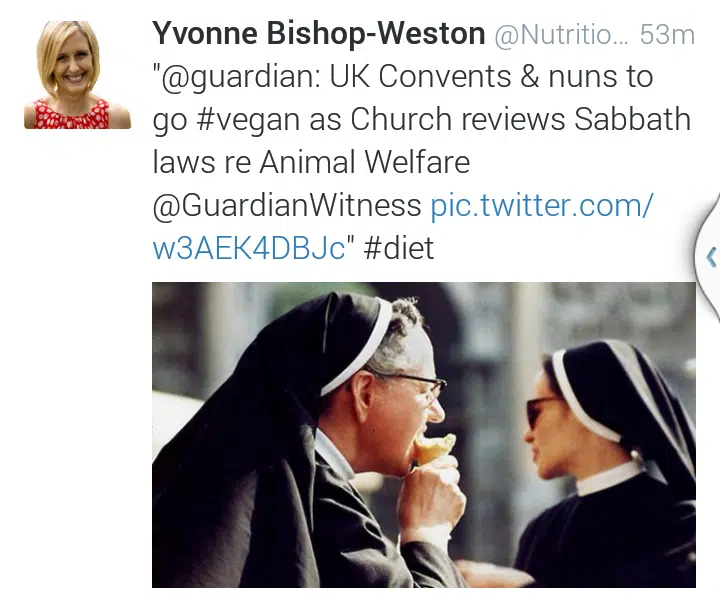 Yvonne Bishop-Weston @Nutritio... 53m
"@guardian: UK Convents & nuns to
go #vegan as Church reviews Sabbath
laws re Animal Welfare
@GuardianWitness pic.twitter.com/
w3AEK4DBJc" #diet